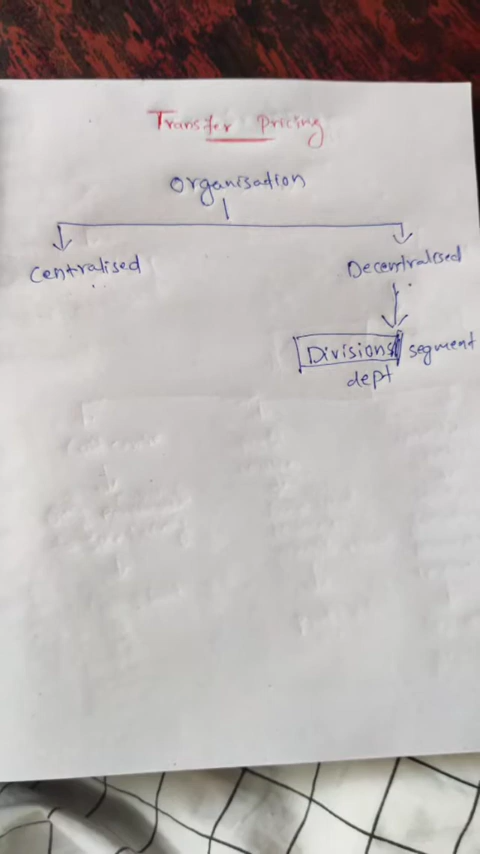 Transfer Pricing
Organisation
Centralised
Decentralised
Divisions segment
dept